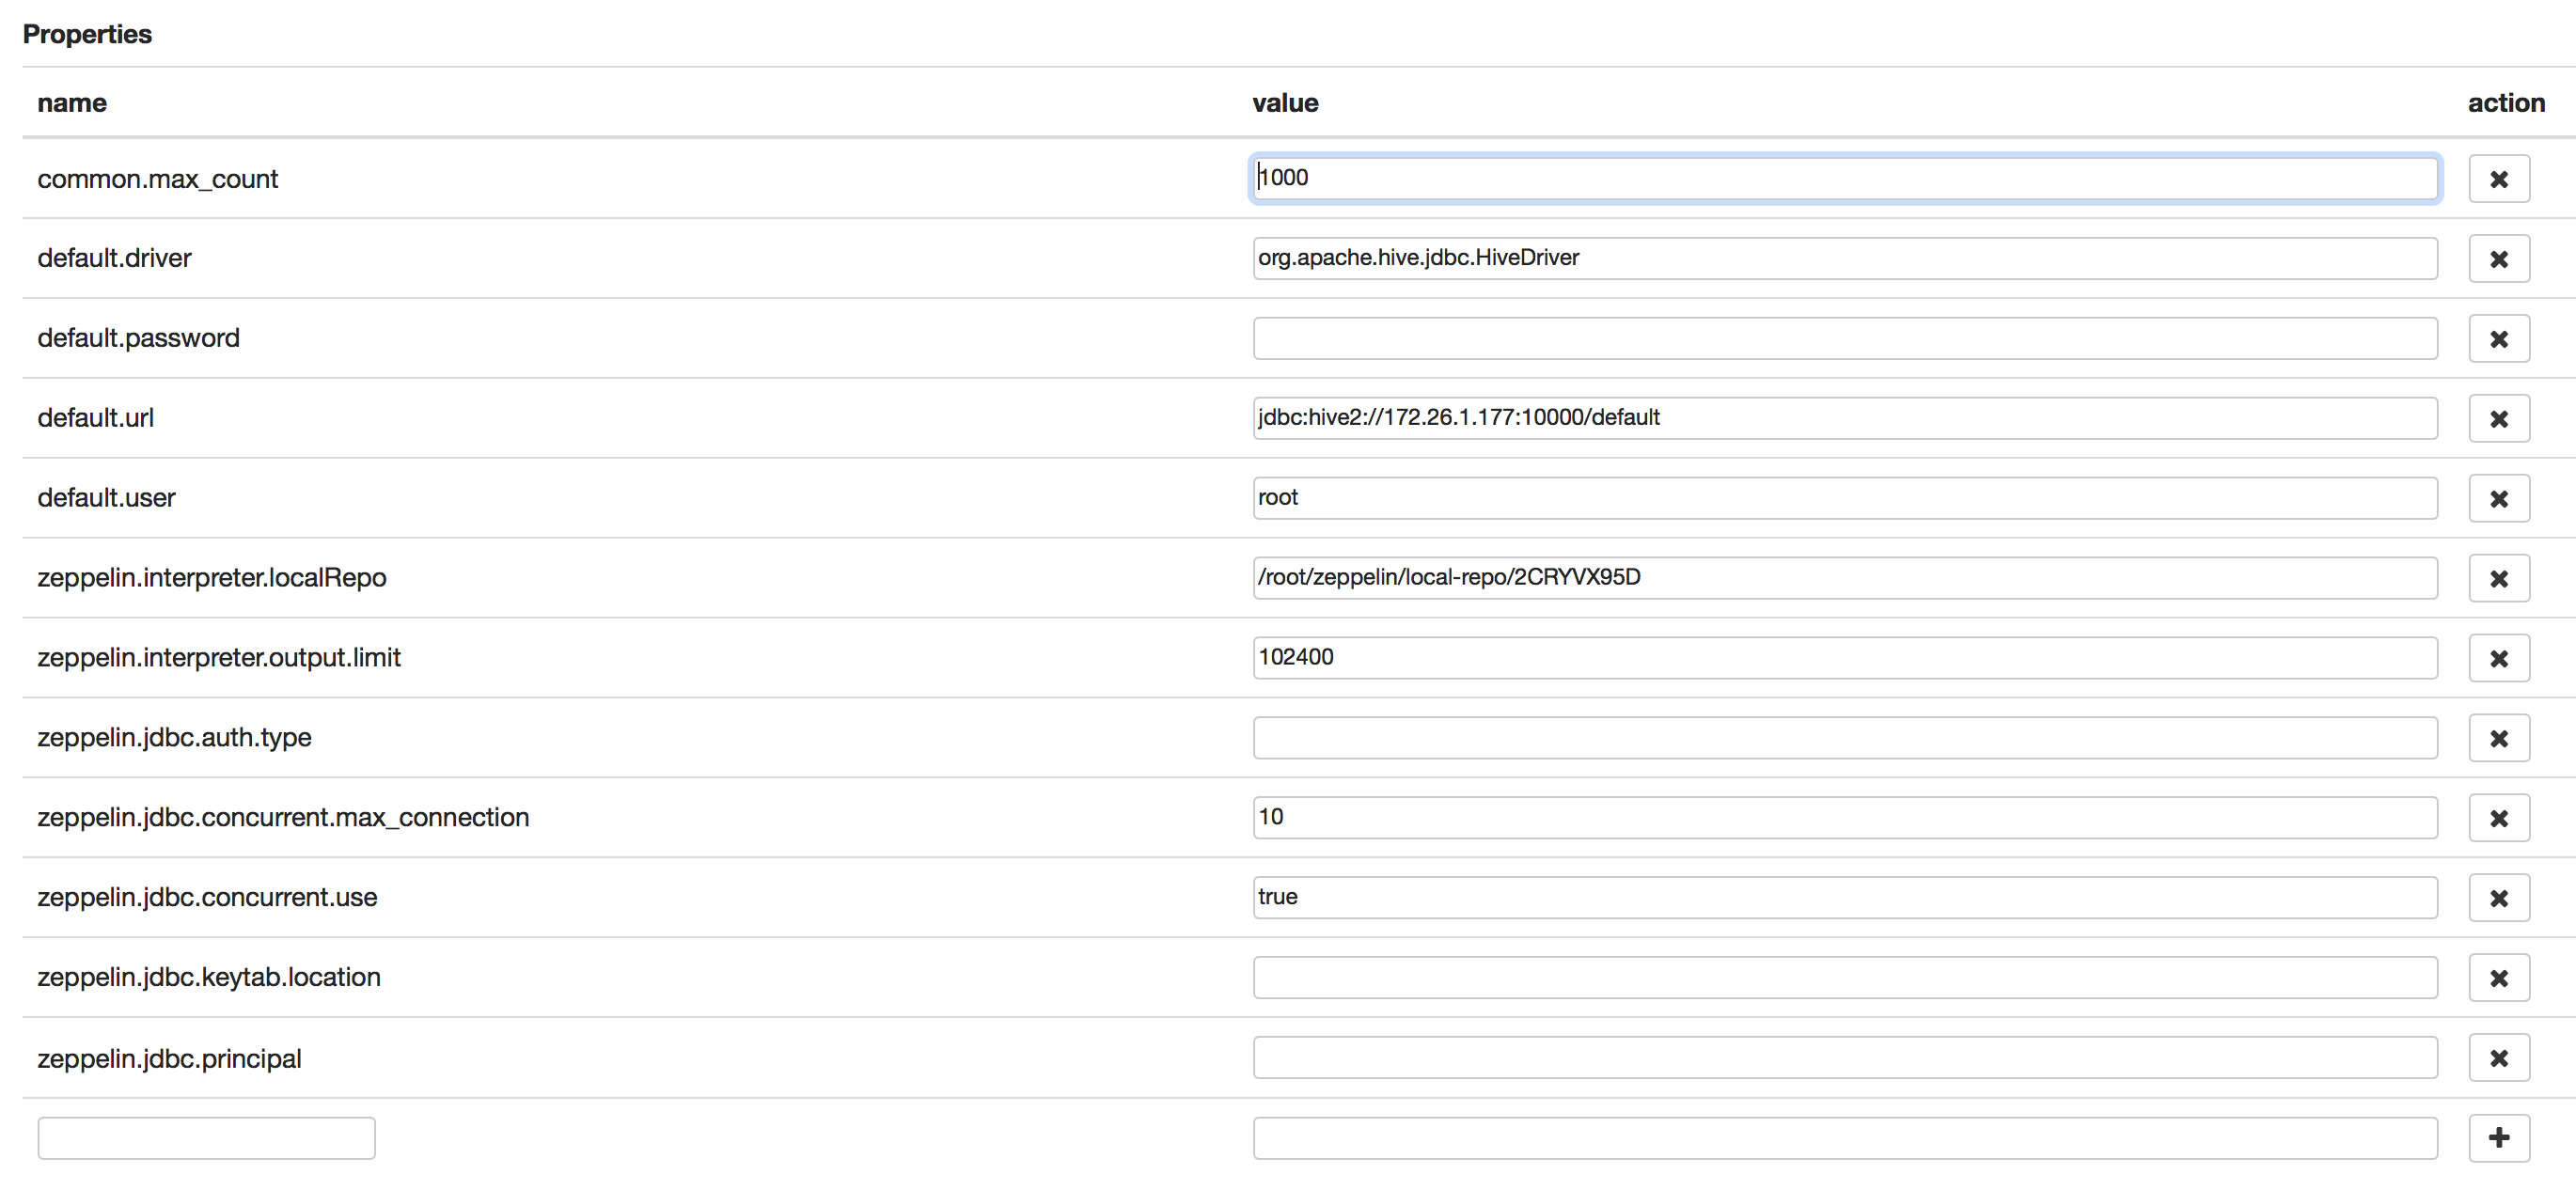 Properties
name value action
common.max_count 1000
default.driver org.apache.hive.jdbc.HiveDriver
default.password
default.url jdbc:hive2://172.26.1.177:10000/default
default.user root
zeppelin.interpreter.localRepo /root/zeppelin/local-repo/2CRYVX95D
zeppelin.interpreter.output.limit 102400
zeppelin.jdbc.auth.type
zeppelin.jdbc.concurrent.max_connection 10
zeppelin.jdbc.concurrent.use true
zeppelin.jdbc.keytab.location
zeppelin.jdbc.principal